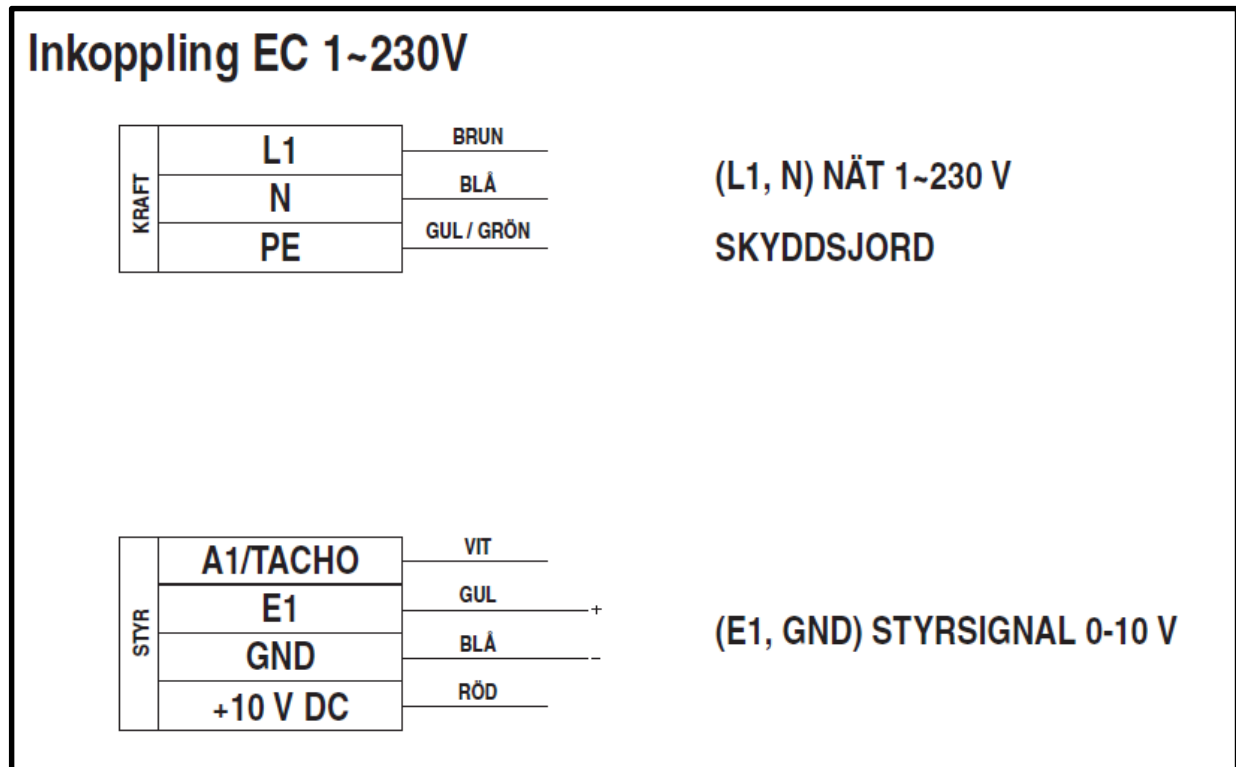 Inkoppling EC 1~230V
KRAFT
L1 BRUN
N BLÅ
PE GUL / GRÖN
(L1, N) NÄT 1~230 V
SKYDDSJORD
STYR
A1/TACHO VIT
E1 GUL +
GND BLÅ –
+10 V DC RÖD
(E1, GND) STYRSIGNAL 0-10 V